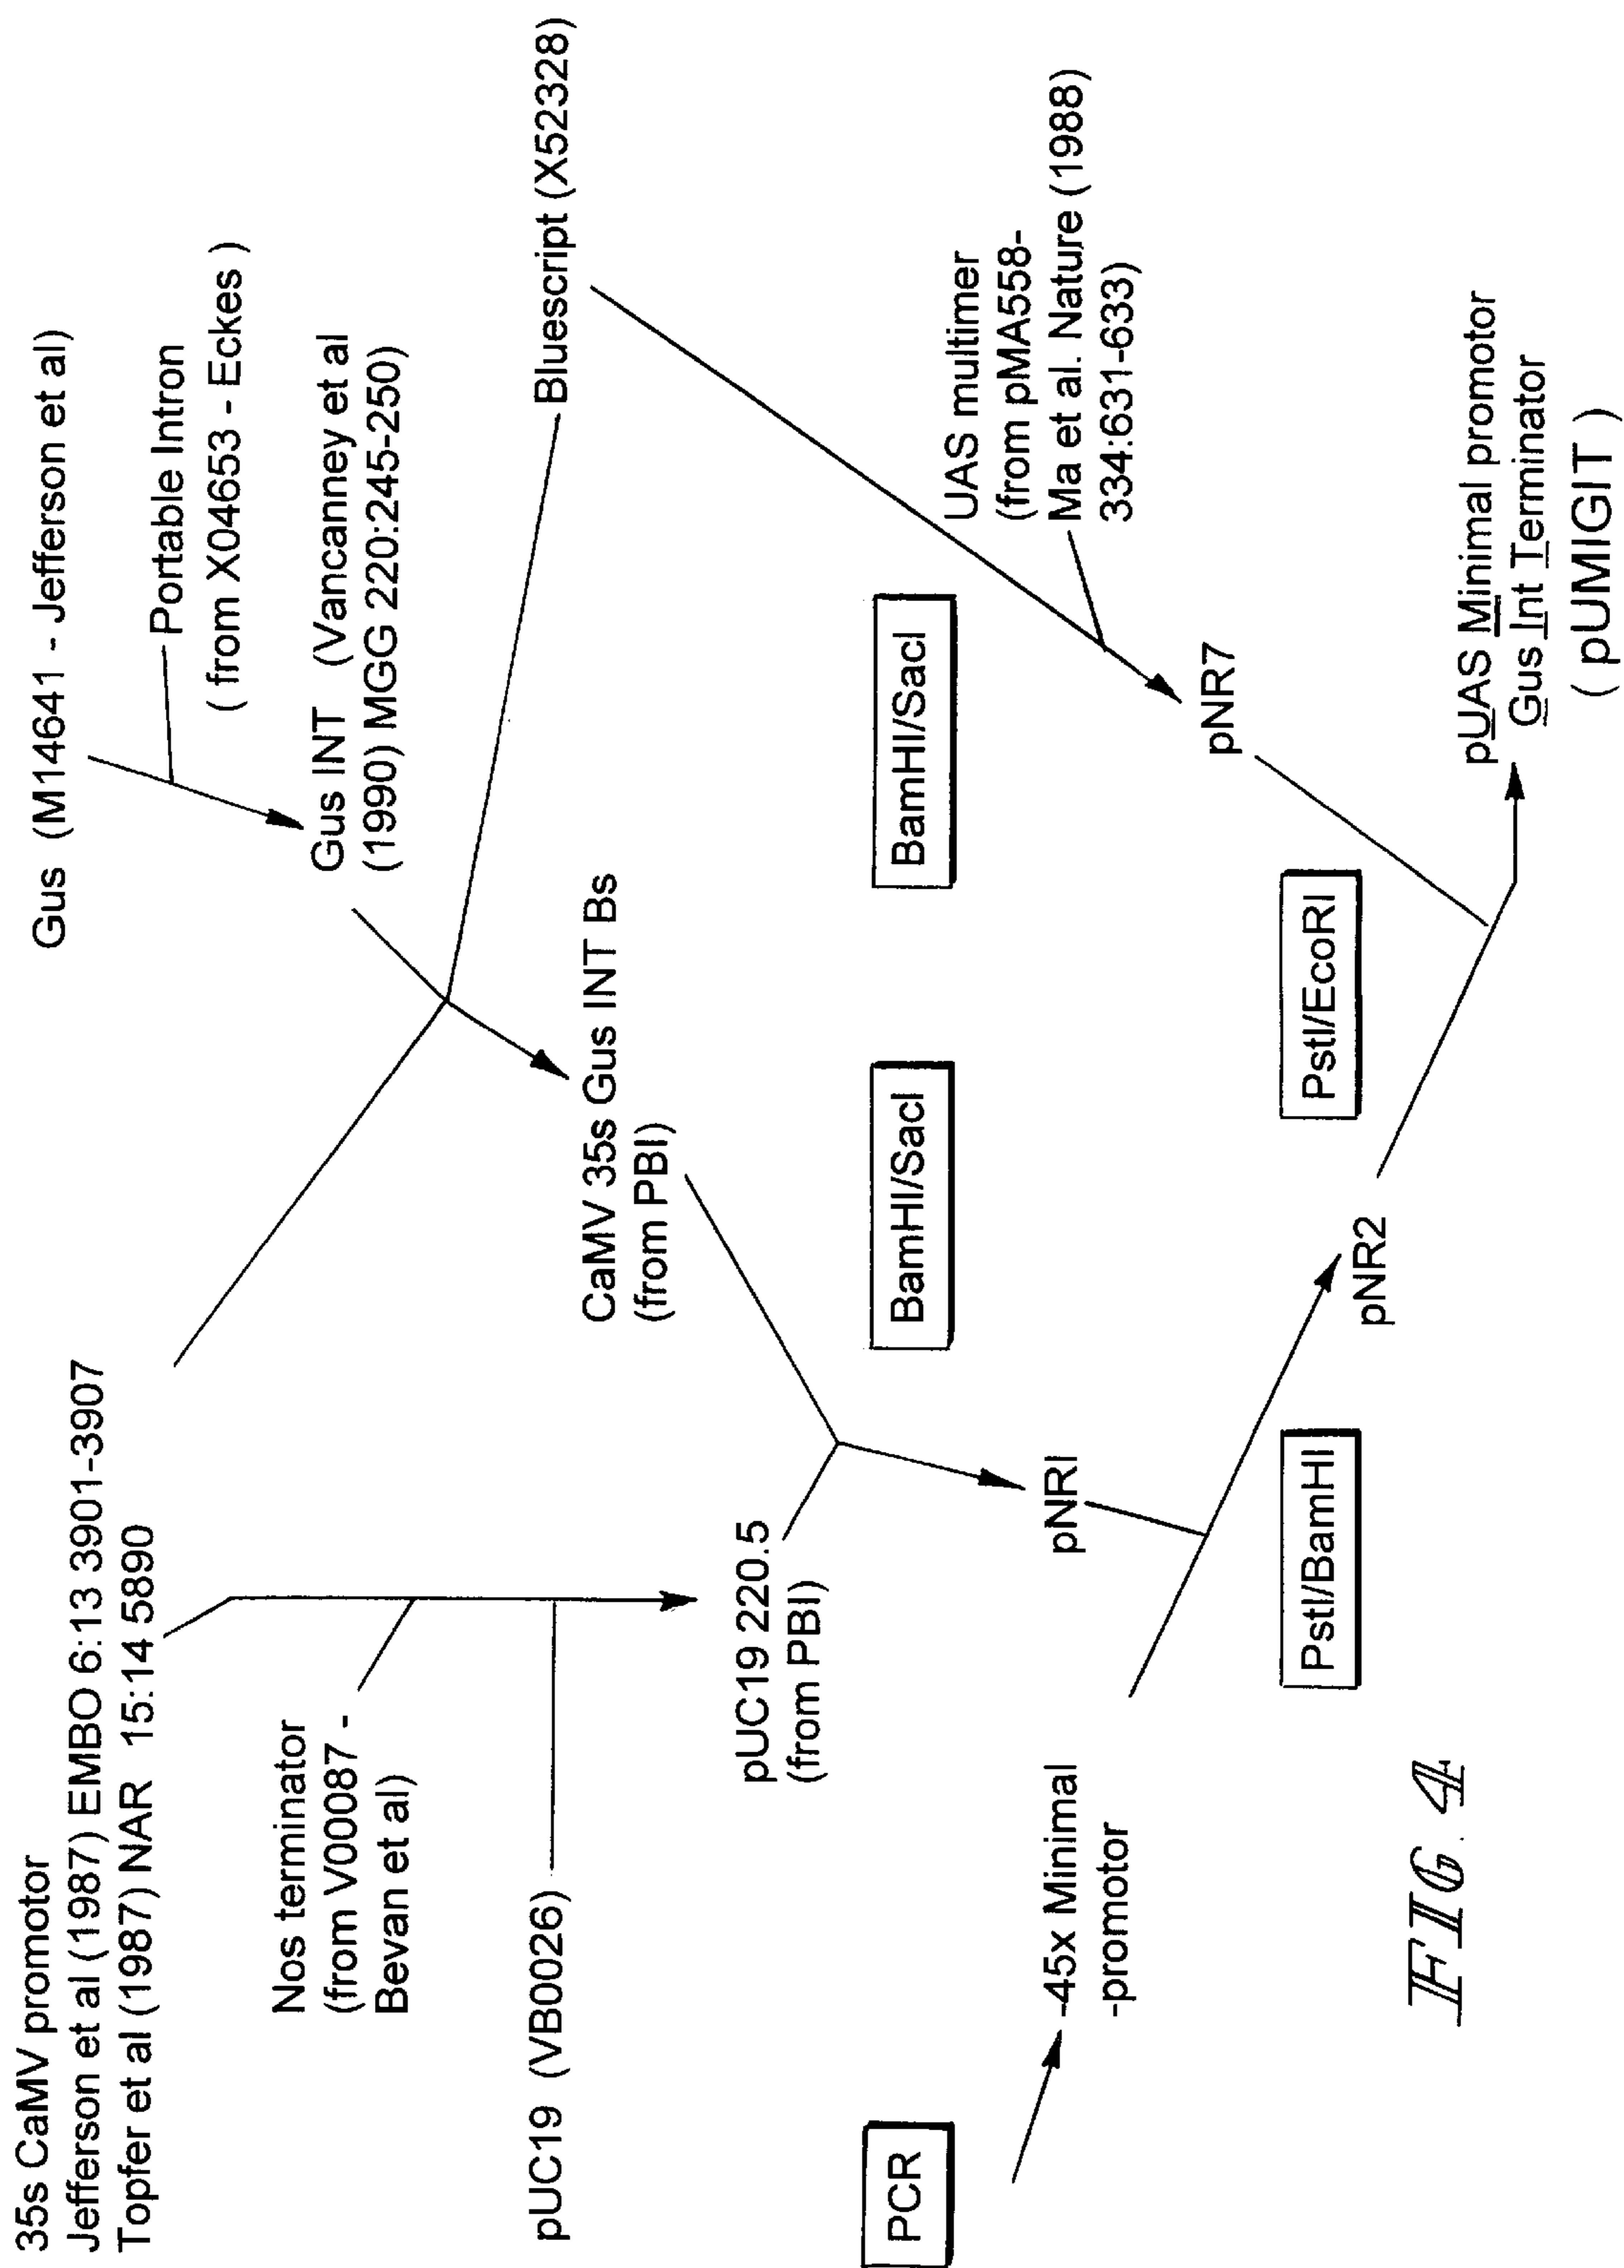 35s CaMV promotor
Jefferson et al (1987) EMBO 6:13 3901-3907
Topfer et al (1987) NAR 15:14 5890
Gus (M14641 - Jefferson et al)
Portable Intron
( from X04653 - Eckes )
Nos terminator
(from V00087 -
Bevan et al)
Gus INT (Vancanney et al
(1990) MGG 220:245-250)
pUC19 (VB0026)
Bluescript (X52328)
CaMV 35s Gus INT Bs
(from PBI)
pUC19 220.5
(from PBI)
PCR
BamHI/SacI
BamHI/SacI
UAS multimer
(from pMA558-
Ma et al. Nature (1988)
334:631-633)
-45x Minimal
-promotor
pNRI
pNR7
PstI/BamHI
PstI/EcoRI
pNR2
pUAS Minimal promotor
Gus Int Terminator
( pUMIGIT )
FIG. 4